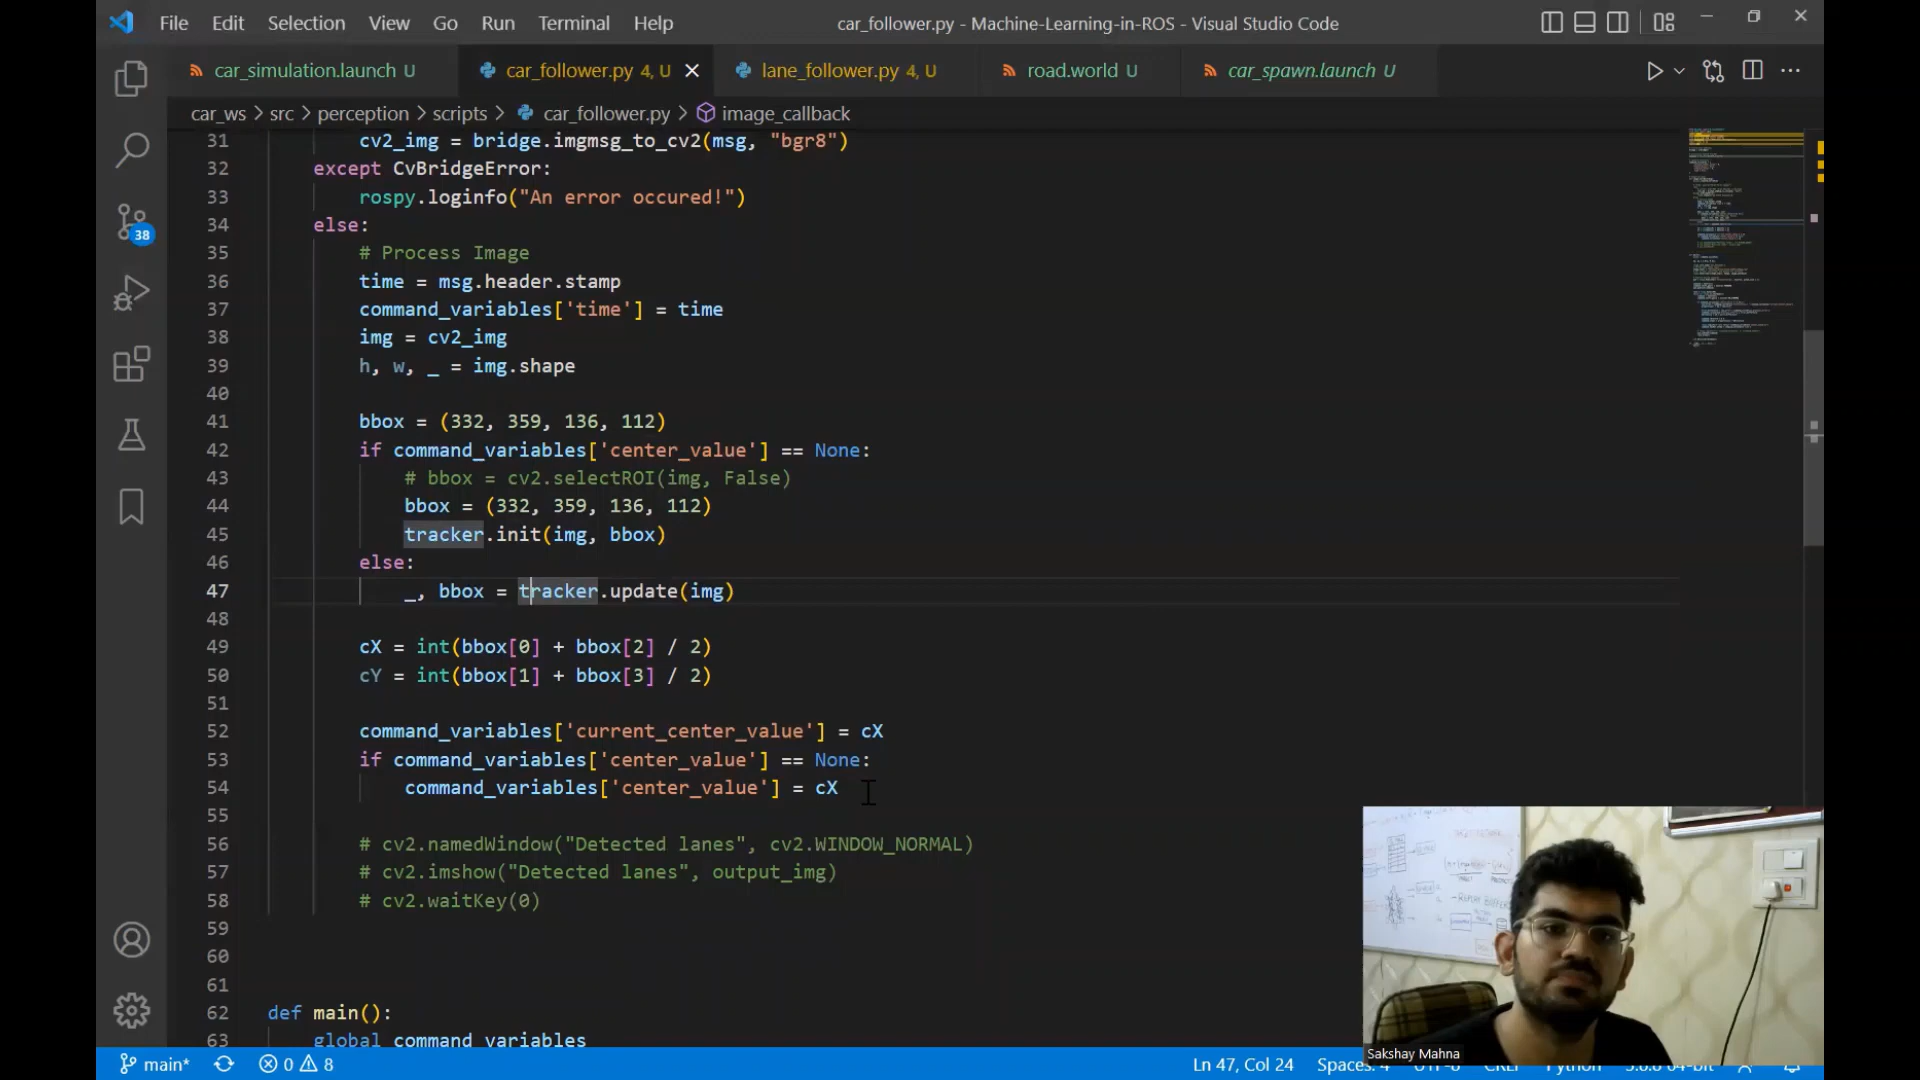 File Edit Selection View Go Run Terminal Help car_follower.py - Machine-Learning-in-ROS - Visual Studio Code
car_simulation.launch U car_follower.py 4, U lane_follower.py 4, U road.world U car_spawn.launch U
car_ws > src > perception > scripts > car_follower.py > image_callback
31 cv2_img = bridge.imgmsg_to_cv2(msg, "bgr8")
32 except CvBridgeError:
33 rospy.loginfo("An error occured!")
34 else:
35 # Process Image
36 time = msg.header.stamp
37 command_variables['time'] = time
38 img = cv2_img
39 h, w, _ = img.shape
40
41 bbox = (332, 359, 136, 112)
42 if command_variables['center_value'] == None:
43 # bbox = cv2.selectROI(img, False)
44 bbox = (332, 359, 136, 112)
45 tracker.init(img, bbox)
46 else:
47 _, bbox = tracker.update(img)
48
49 cX = int(bbox[0] + bbox[2] / 2)
50 cY = int(bbox[1] + bbox[3] / 2)
51
52 command_variables['current_center_value'] = cX
53 if command_variables['center_value'] == None:
54 command_variables['center_value'] = cX
55
56 # cv2.namedWindow("Detected lanes", cv2.WINDOW_NORMAL)
57 # cv2.imshow("Detected lanes", output_img)
58 # cv2.waitKey(0)
59
60
61
62 def main():
63 global command_variables
38
Sakshay Mahna
main* 0 8 Ln 47, Col 24 Spaces: 4